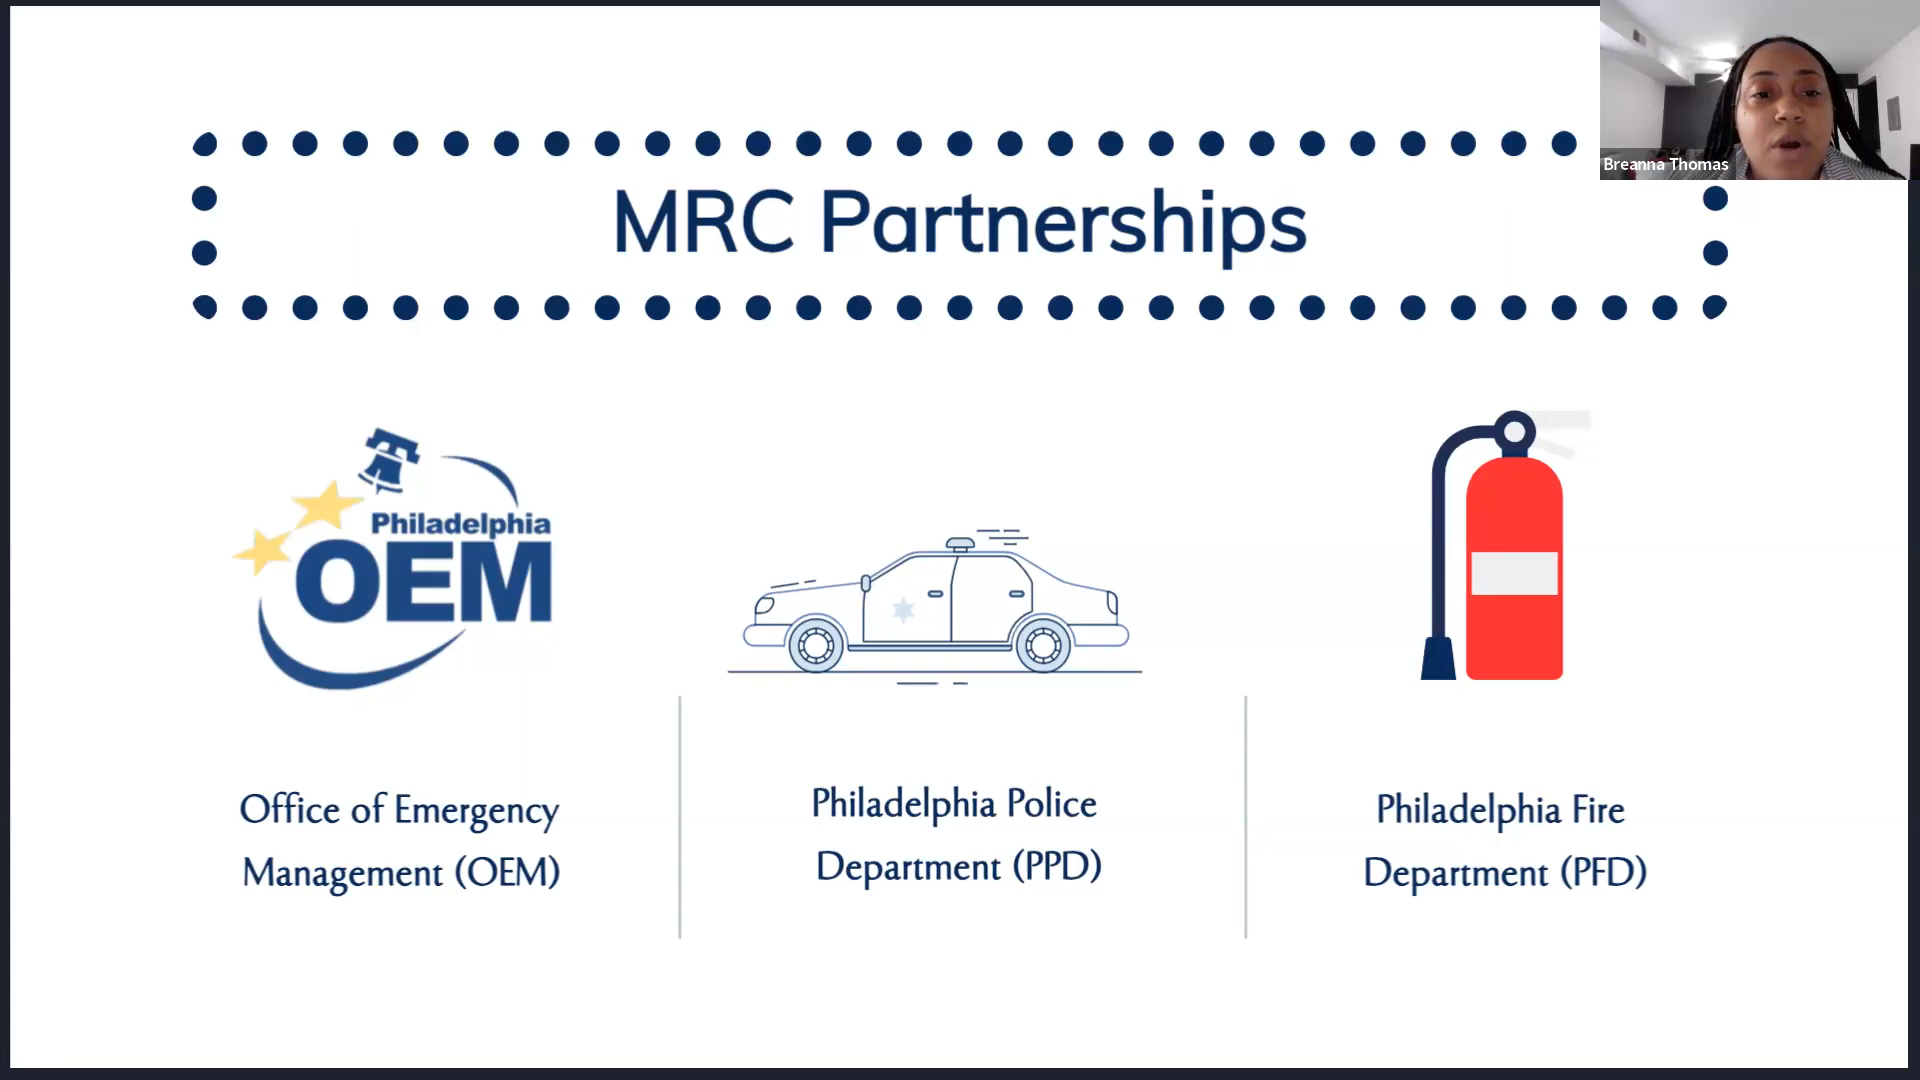 Breanna Thomas
MRC Partnerships
Philadelphia
OEM
Office of Emergency
Management (OEM)
Philadelphia Police
Department (PPD)
Philadelphia Fire
Department (PFD)